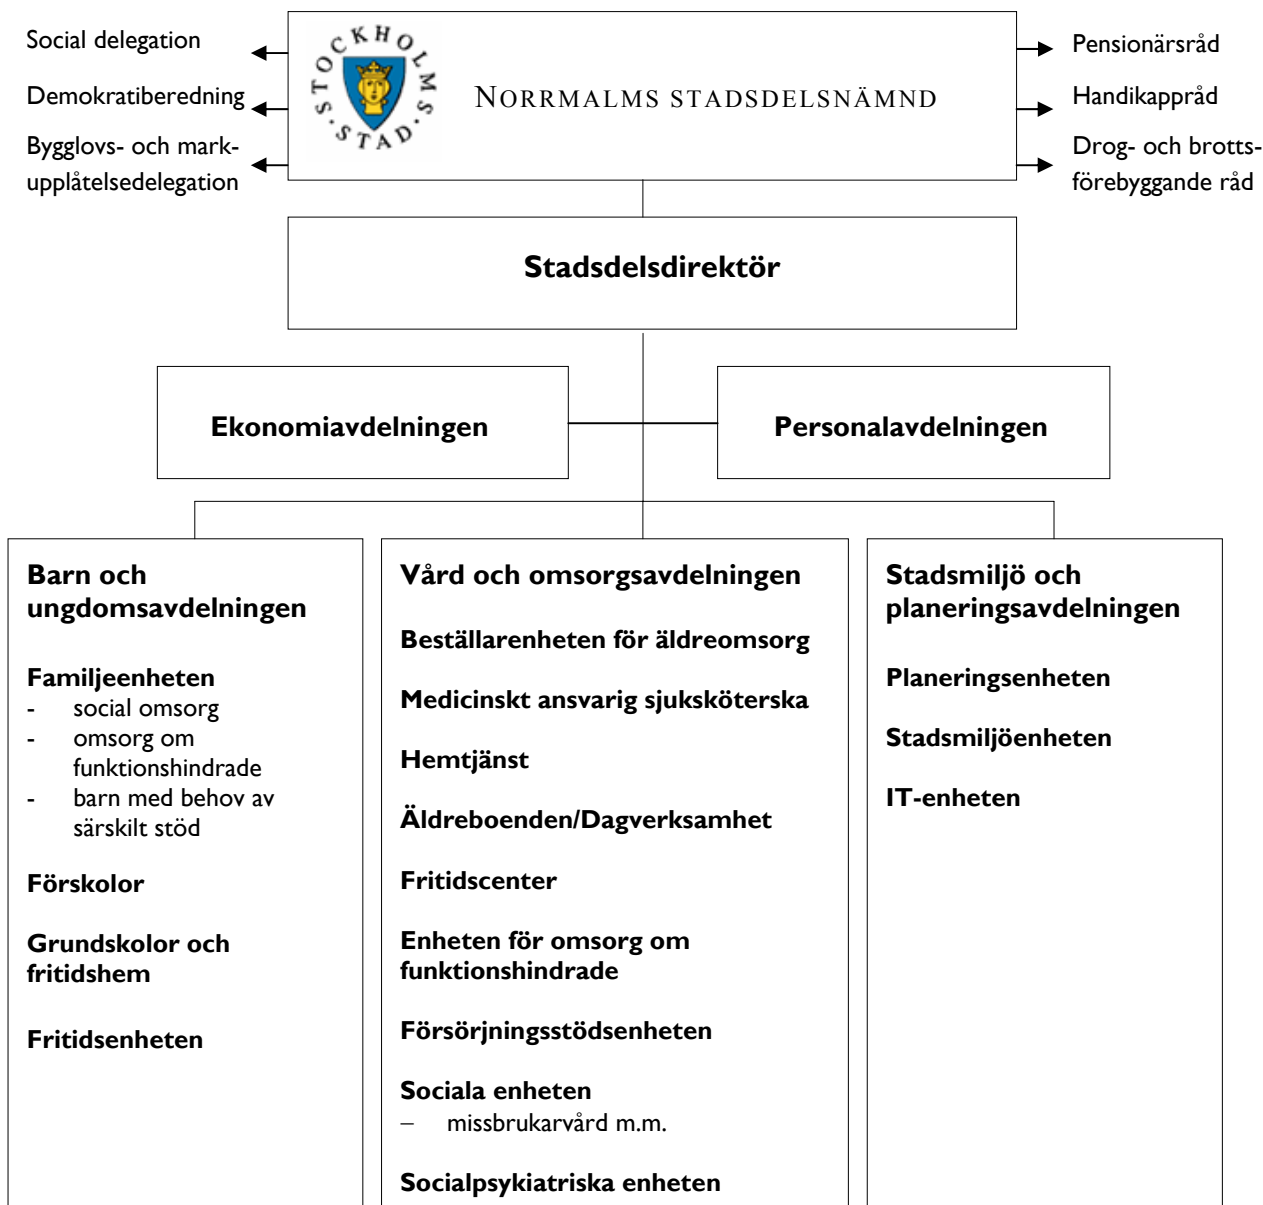 Social delegation
Demokratiberedning
Bygglovs- och mark-
upplåtelsedelegation
STOCKHOLMS
·STAD·
NORRMALMS STADSDELSNÄMND
Pensionärsråd
Handikappråd
Drog- och brotts-
förebyggande råd
Stadsdelsdirektör
Ekonomiavdelningen
Personalavdelningen
Barn och
ungdomsavdelningen
Familjeenheten
- social omsorg
- omsorg om
funktionshindrade
- barn med behov av
särskilt stöd
Förskolor
Grundskolor och
fritidshem
Fritidsenheten
Vård och omsorgsavdelningen
Beställarenheten för äldreomsorg
Medicinskt ansvarig sjuksköterska
Hemtjänst
Äldreboenden/Dagverksamhet
Fritidscenter
Enheten för omsorg om
funktionshindrade
Försörjningsstödsenheten
Sociala enheten
– missbrukarvård m.m.
Socialpsykiatriska enheten
Stadsmiljö och
planeringsavdelningen
Planeringsenheten
Stadsmiljöenheten
IT-enheten